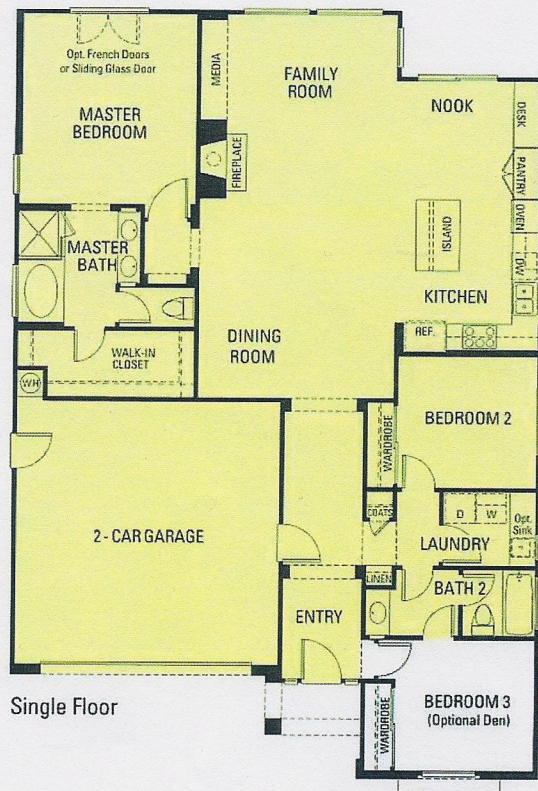 Opt. French Doors
or Sliding Glass Door
MASTER
BEDROOM
MEDIA
FAMILY
ROOM
NOOK
DESK
FIREPLACE
PANTRY
OVEN
ISLAND
DW
MASTER
BATH
KITCHEN
REF.
DINING
ROOM
WALK-IN
CLOSET
WH
BEDROOM 2
WARDROBE
2-CAR GARAGE
COATS
D
W
Opt.
Sink
LAUNDRY
LINEN
BATH 2
ENTRY
Single Floor
BEDROOM 3
(Optional Den)
WARDROBE